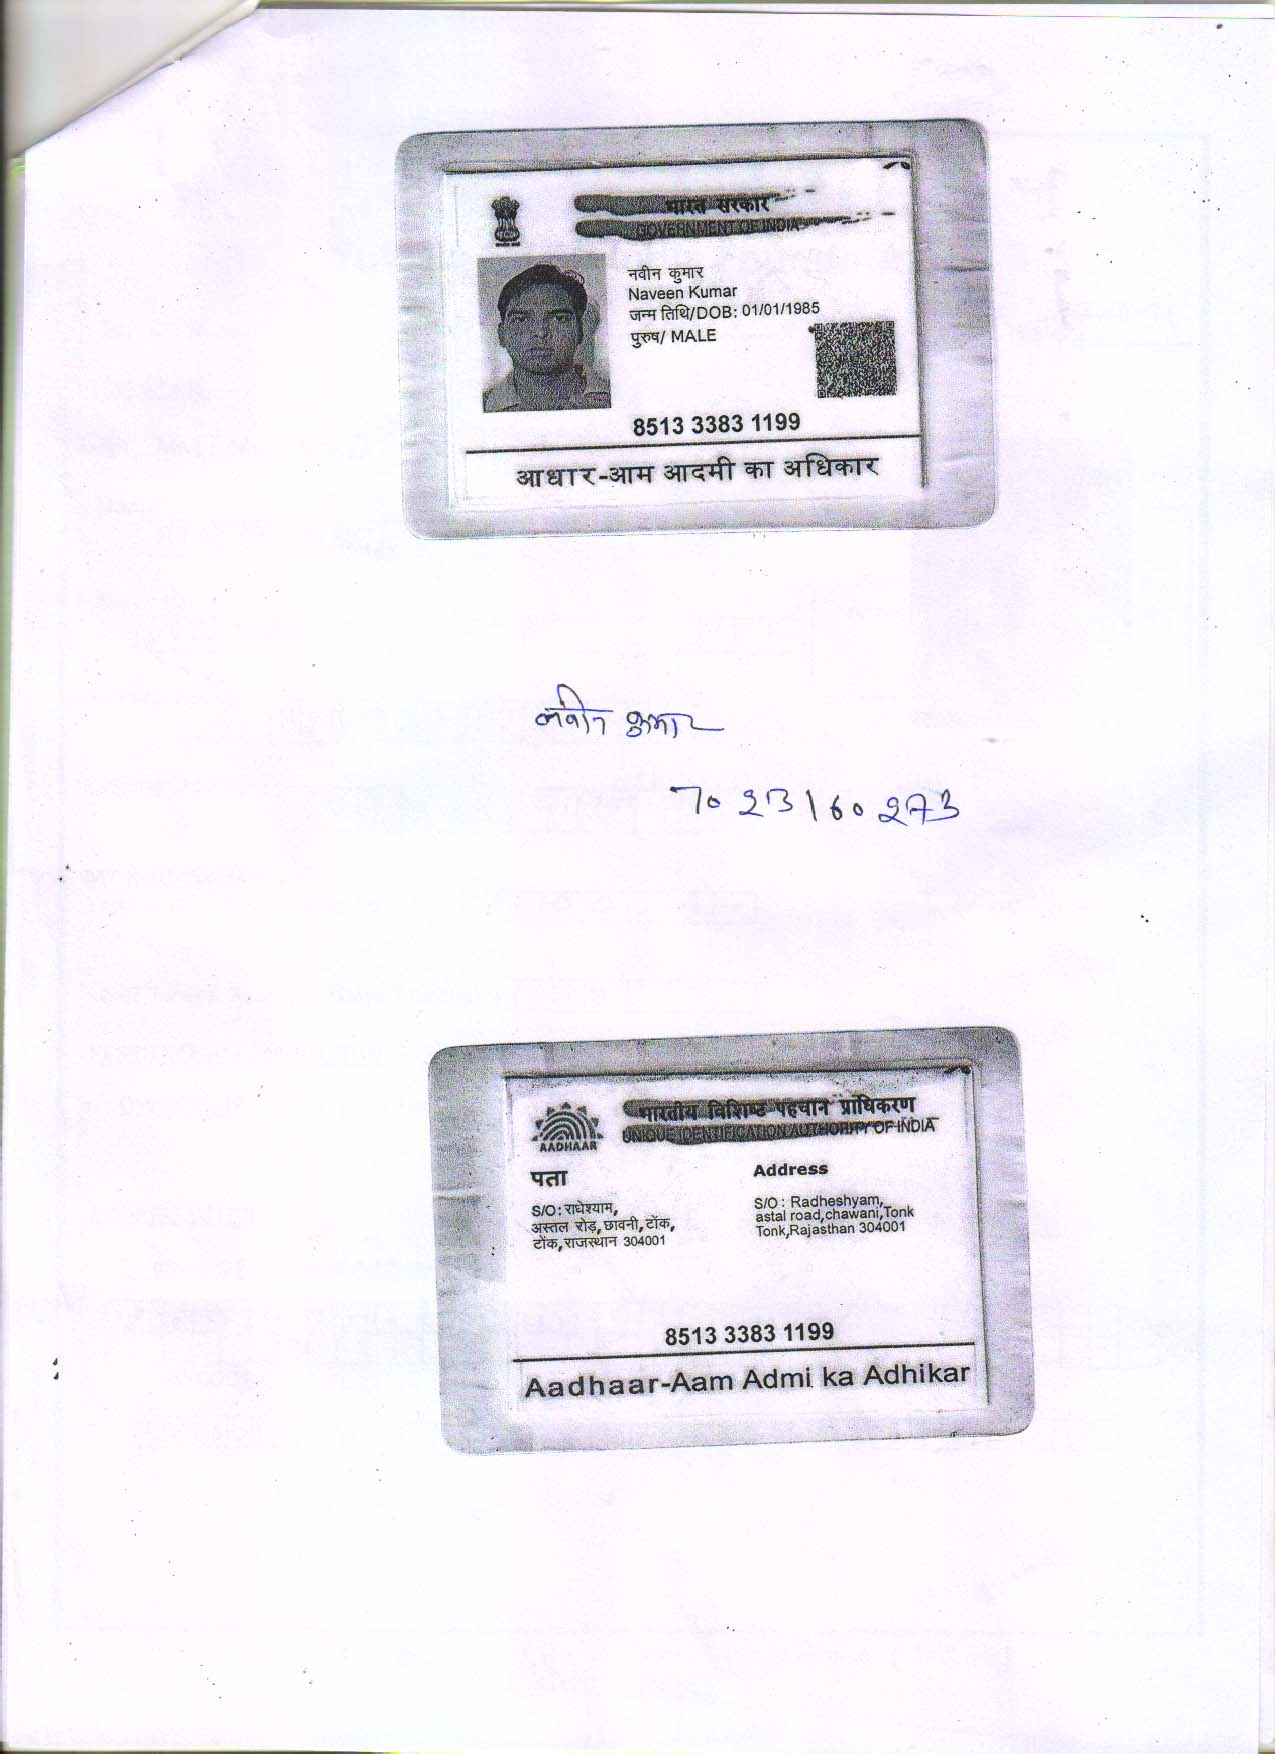 भारत सरकार
GOVERNMENT OF INDIA
नवीन कुमार
Naveen Kumar
जन्म तिथि/DOB: 01/01/1985
पुरुष/ MALE
8513 3383 1199
आधार-आम आदमी का अधिकार
नवीन कुमार
7023160273
भारतीय विशिष्ट पहचान प्राधिकरण
UNIQUE IDENTIFICATION AUTHORITY OF INDIA
AADHAAR
पता
S/O: राधेश्याम,
अस्तल रोड़, छावनी, टोंक,
टोंक, राजस्थान 304001
Address
S/O : Radheshyam,
astal road,chawani,Tonk
Tonk,Rajasthan 304001
8513 3383 1199
Aadhaar-Aam Admi ka Adhikar